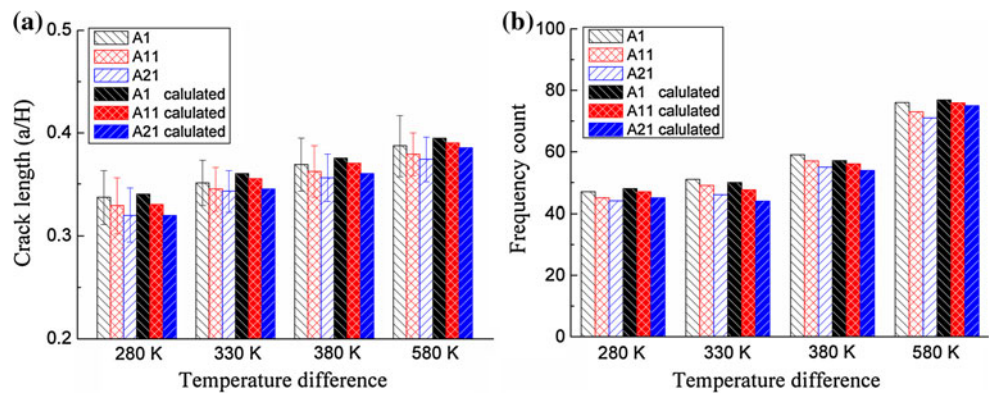 (a)
0.5
0.4
0.3
0.2
Crack length (a/H)
A1
A11
A21
A1 calulated
A11 calulated
A21 calulated
280 K
330 K
380 K
580 K
Temperature difference
(b)
100
80
60
40
20
0
Frequency count
A1
A11
A21
A1 calulated
A11 calulated
A21 calulated
280 K
330 K
380 K
580 K
Temperature difference